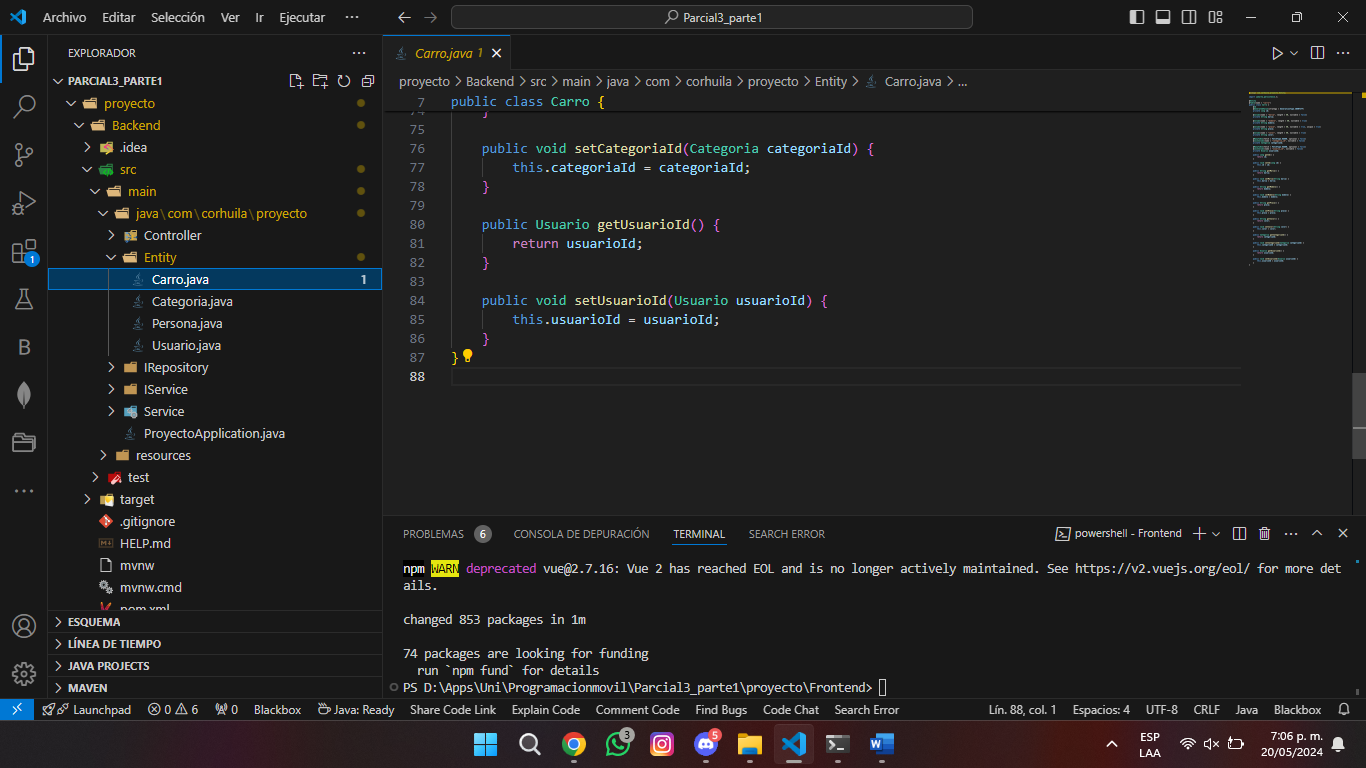 Archivo Editar Selección Ver Ir Ejecutar ··· Parcial3_parte1
EXPLORADOR ···
PARCIAL3_PARTE1
proyecto
Backend
.idea
src
main
java\com\corhuila\proyecto
Controller
Entity
Carro.java 1
Categoria.java
Persona.java
Usuario.java
IRepository
IService
Service
ProyectoApplication.java
resources
test
target
.gitignore
HELP.md
mvnw
mvnw.cmd
pom.xml
ESQUEMA
LÍNEA DE TIEMPO
JAVA PROJECTS
MAVEN
1
B
Carro.java 1
proyecto > Backend > src > main > java > com > corhuila > proyecto > Entity > Carro.java > ...
7 public class Carro {
74 }
75
76 public void setCategoriaId(Categoria categoriaId) {
77 this.categoriaId = categoriaId;
78 }
79
80 public Usuario getUsuarioId() {
81 return usuarioId;
82 }
83
84 public void setUsuarioId(Usuario usuarioId) {
85 this.usuarioId = usuarioId;
86 }
87 }
88
PROBLEMAS 6 CONSOLA DE DEPURACIÓN TERMINAL SEARCH ERROR powershell - Frontend
npm WARN deprecated vue@2.7.16: Vue 2 has reached EOL and is no longer actively maintained. See https://v2.vuejs.org/eol/ for more det
ails.
changed 853 packages in 1m
74 packages are looking for funding
run `npm fund` for details
PS D:\Apps\Uni\Programacionmovil\Parcial3_parte1\proyecto\Frontend>
Launchpad 0 6 0 Blackbox Java: Ready Share Code Link Explain Code Comment Code Find Bugs Code Chat Search Error Lín. 88, col. 1 Espacios: 4 UTF-8 CRLF Java Blackbox
3 5 ESP 7:06 p. m.
LAA 20/05/2024